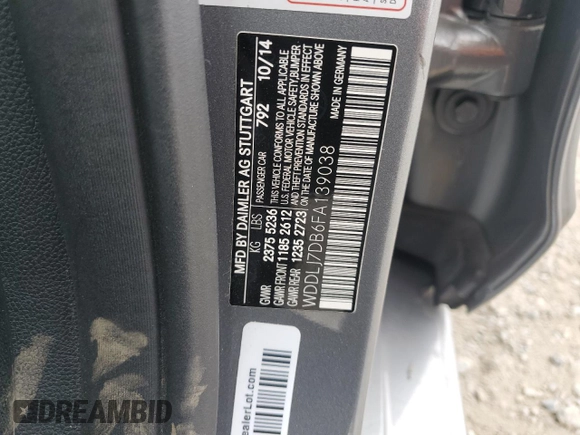 MFD BY DAIMLER AG STUTTGART
PASSENGER CAR 792 10/14
KG LBS
GVWR 2375 5236
GAWR FRONT 1185 2612
GAWR REAR 1235 2723
THIS VEHICLE CONFORMS TO ALL APPLICABLE
U.S. FEDERAL MOTOR VEHICLE SAFETY, BUMPER
AND THEFT PREVENTION STANDARDS IN EFFECT
ON DATE OF MANUFACTURE SHOWN ABOVE
WDDLJ7DB6FA139038
MADE IN GERMANY
ealerLot.com
DREAMBID